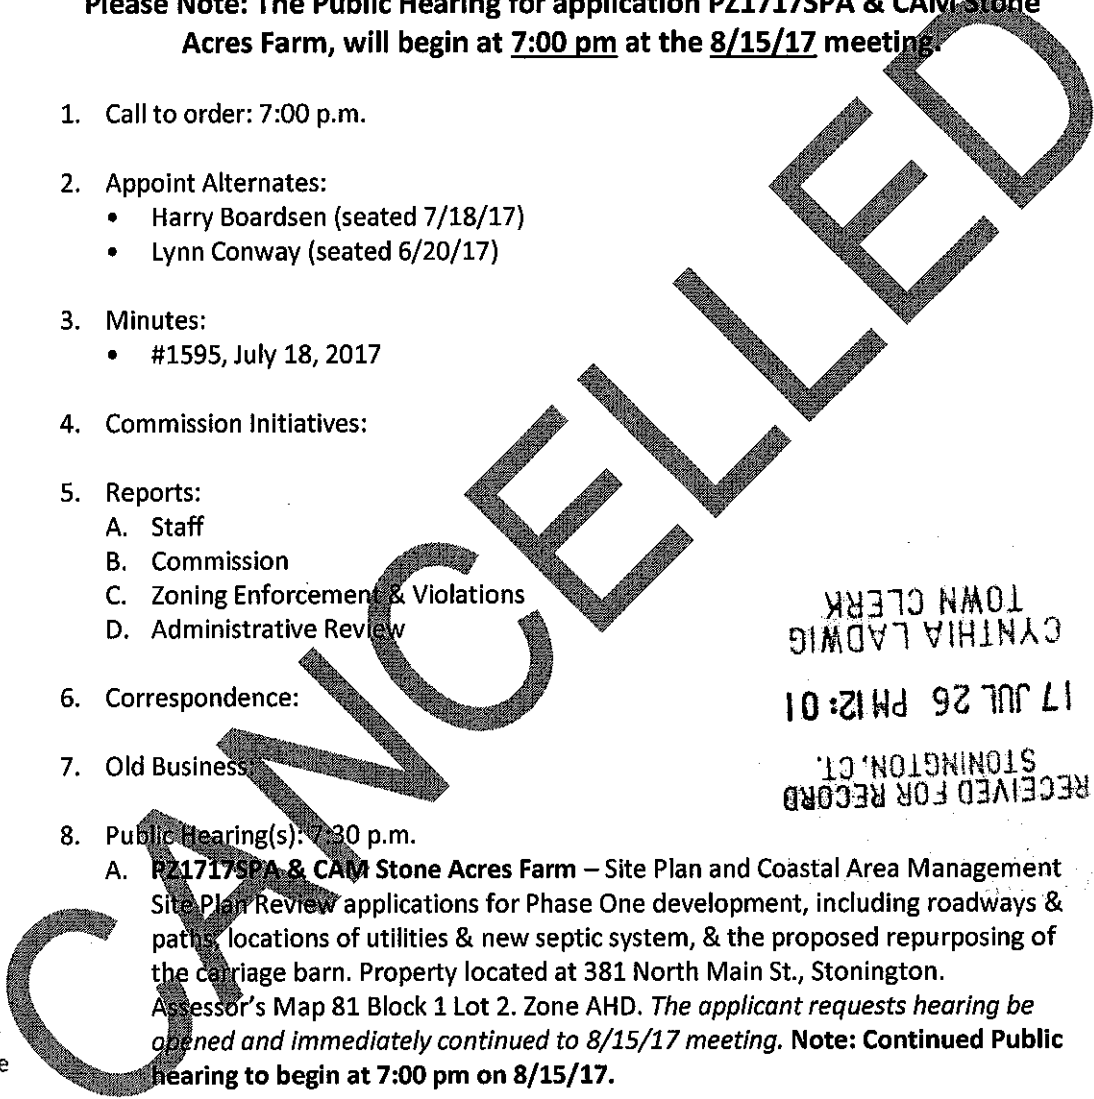 Please Note: The Public Hearing for application PZ1717SPA & CAM Stone
Acres Farm, will begin at 7:00 pm at the 8/15/17 meeting.
1. Call to order: 7:00 p.m.
2. Appoint Alternates:
• Harry Boardsen (seated 7/18/17)
• Lynn Conway (seated 6/20/17)
3. Minutes:
• #1595, July 18, 2017
4. Commission Initiatives:
5. Reports:
A. Staff
B. Commission
C. Zoning Enforcement & Violations
D. Administrative Review
6. Correspondence:
7. Old Business:
8. Public Hearing(s): 7:30 p.m.
A. PZ1717SPA & CAM Stone Acres Farm – Site Plan and Coastal Area Management
Site Plan Review applications for Phase One development, including roadways &
paths, locations of utilities & new septic system, & the proposed repurposing of
the carriage barn. Property located at 381 North Main St., Stonington.
Assessor's Map 81 Block 1 Lot 2. Zone AHD. The applicant requests hearing be
opened and immediately continued to 8/15/17 meeting. Note: Continued Public
hearing to begin at 7:00 pm on 8/15/17.
CANCELLED
RECEIVED FOR RECORD
STONINGTON, CT.
17 JUL 26 PM 12:01
CYNTHIA LADWIG
TOWN CLERK